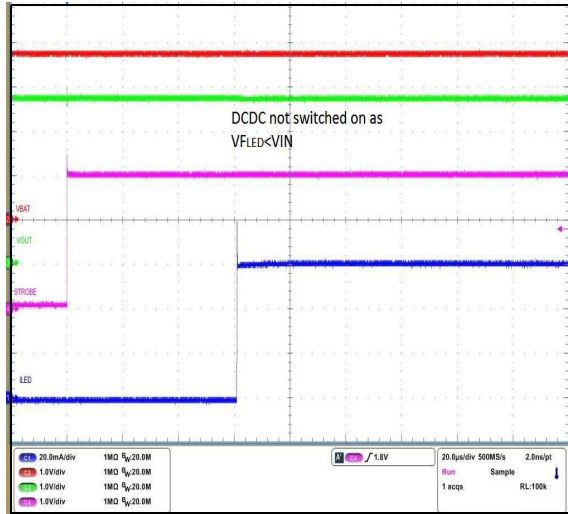 DCDC not switched on as
VFLED<VIN
VBAT
2
VOUT
STROBE
ILED
C1 20.0mA/div 1MΩ BW:20.0M
C2 1.0V/div 1MΩ BW:20.0M
1.0V/div 1MΩ BW:20.0M
C4 1.0V/div 1MΩ BW:20.0M
A' C4 1.8V
20.0µs/div 500MS/s 2.0ns/pt
Run Sample
1 acqs RL:100k